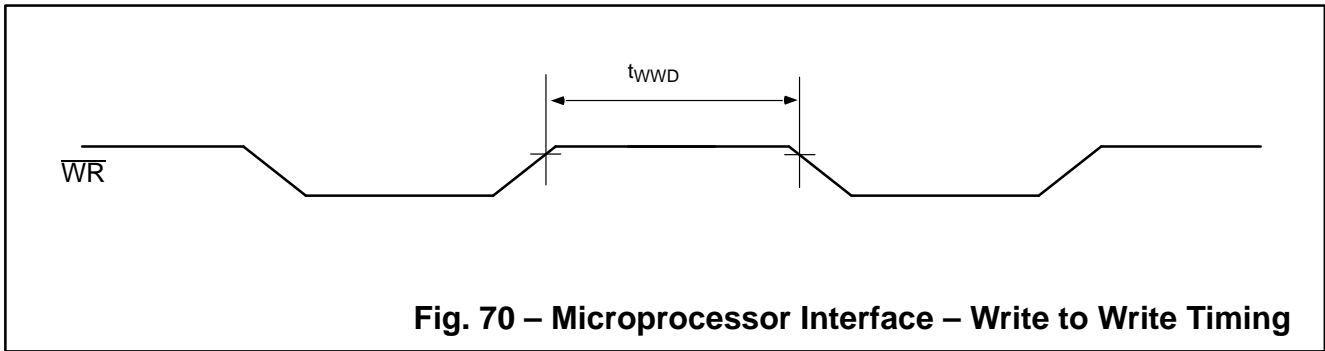 tWWD
WR
Fig. 70 – Microprocessor Interface – Write to Write Timing